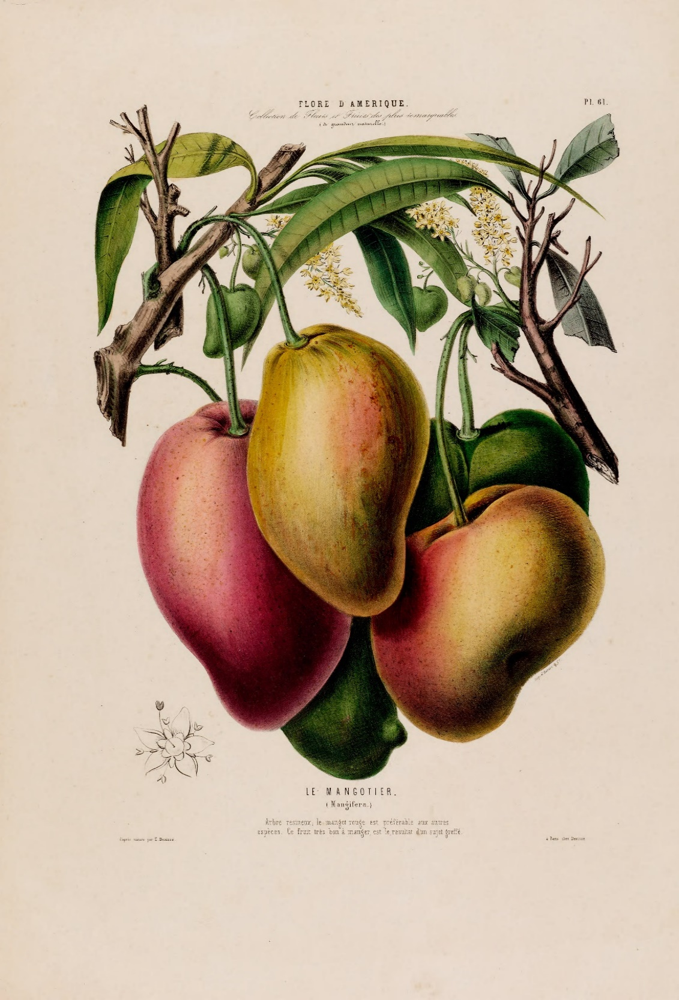 FLORE D'AMERIQUE.
Pl. 61.
Collection de Fleurs et Fruits des plus remarquables
(de grandeur naturelle.)
LE MANGOTIER.
(Mangifera.)
Arbre resineux; le mangot rouge est préférable aux autres
espèces. Ce fruit très bon à manger, est le resultat d'un sujet greffé.
d'après nature par E. Denisse.
à Paris chez Denisse